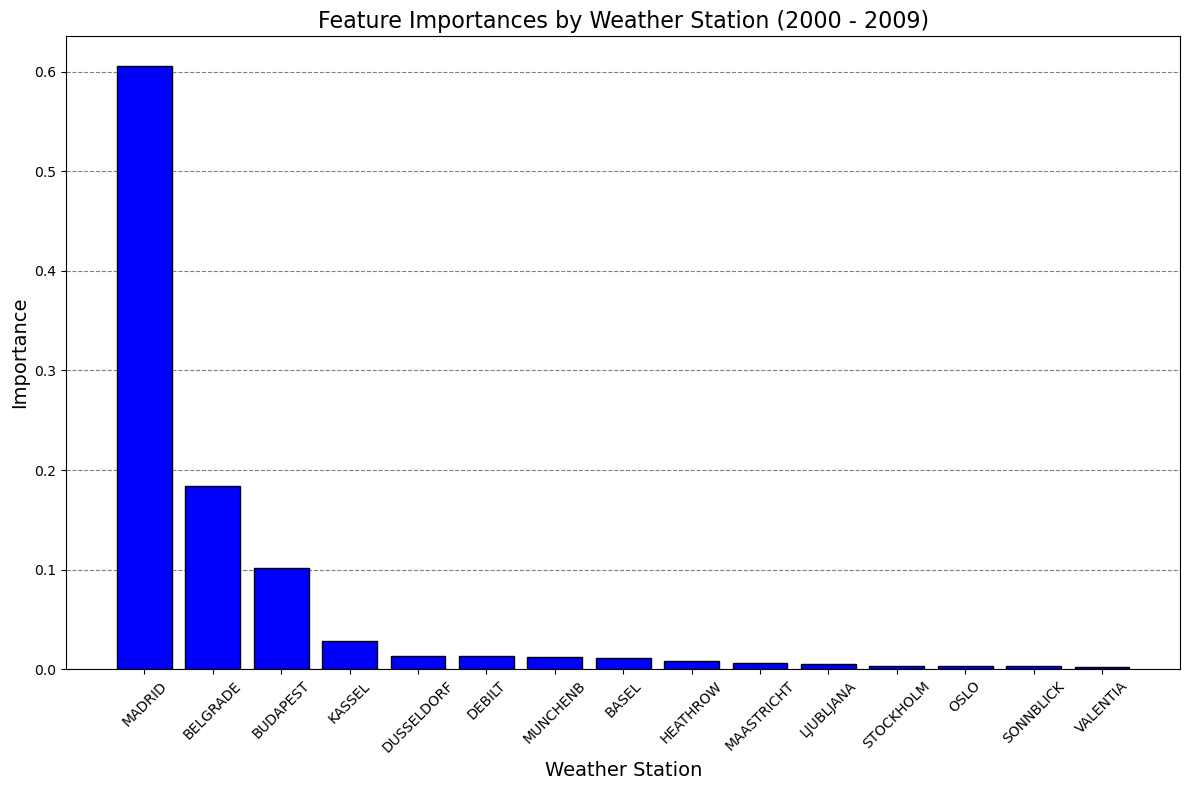 Feature Importances by Weather Station (2000 - 2009)
Importance
0.6
0.5
0.4
0.3
0.2
0.1
0.0
MADRID
BELGRADE
BUDAPEST
KASSEL
DUSSELDORF
DEBILT
MUNCHENB
BASEL
HEATHROW
MAASTRICHT
LJUBLJANA
STOCKHOLM
OSLO
SONNBLICK
VALENTIA
Weather Station